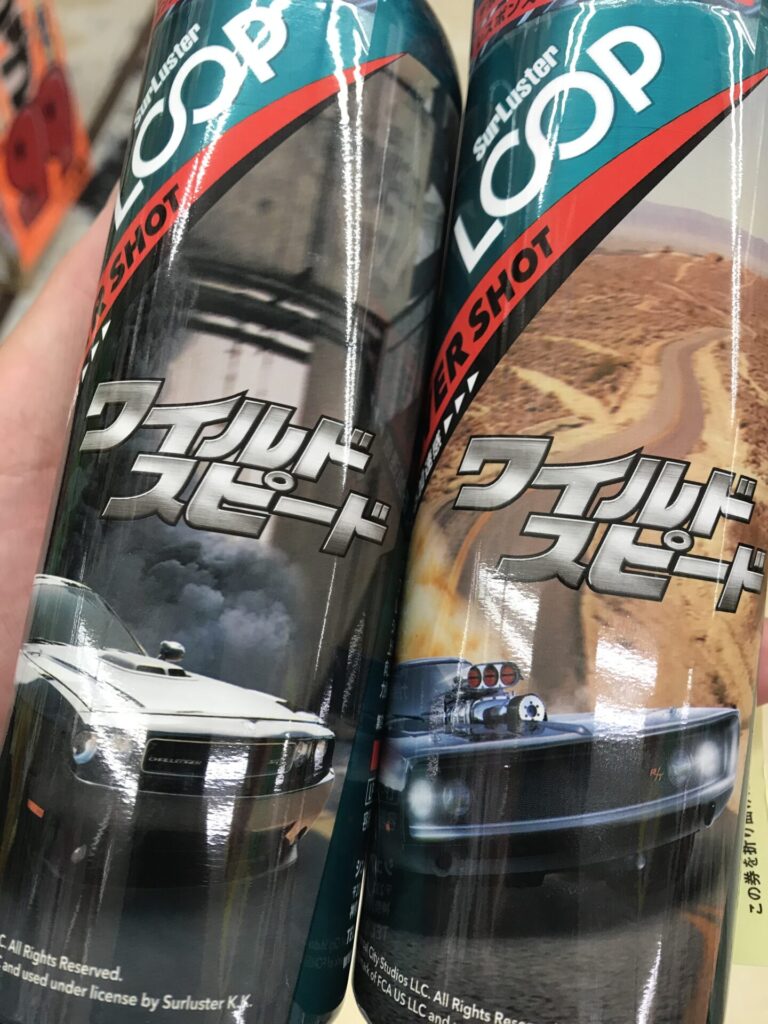 SurLuster
LOOP
ER SHOT
ワイルド
スピード
CHALLENGER
. All Rights Reserved.
and used under license by Surluster K.K.
SurLuster
LOOP
ER SHOT
ワイルド
スピード
R/T
City Studios LLC. All Rights
of FCA US LLC and
この券を折り曲げ